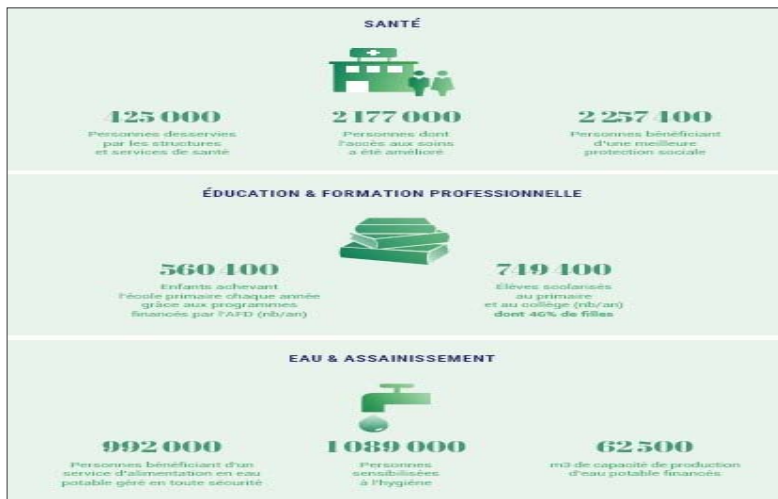 SANTÉ
425 000
Personnes desservies
par les structures
et services de santé
2 177 000
Personnes dont
l'accès aux soins
a été amélioré
2 257 400
Personnes bénéficiant
d'une meilleure
protection sociale
ÉDUCATION & FORMATION PROFESSIONNELLE
560 400
Enfants achevant
l'école primaire chaque année
grâce aux programmes
financés par l'AFD (nb/an)
749 400
Élèves scolarisés
au primaire
et au collège (nb/an)
dont 46% de filles
EAU & ASSAINISSEMENT
992 000
Personnes bénéficiant d'un
service d'alimentation en eau
potable géré en toute sécurité
1 089 000
Personnes
sensibilisées
à l'hygiène
62 500
m3 de capacité de production
d'eau potable financés